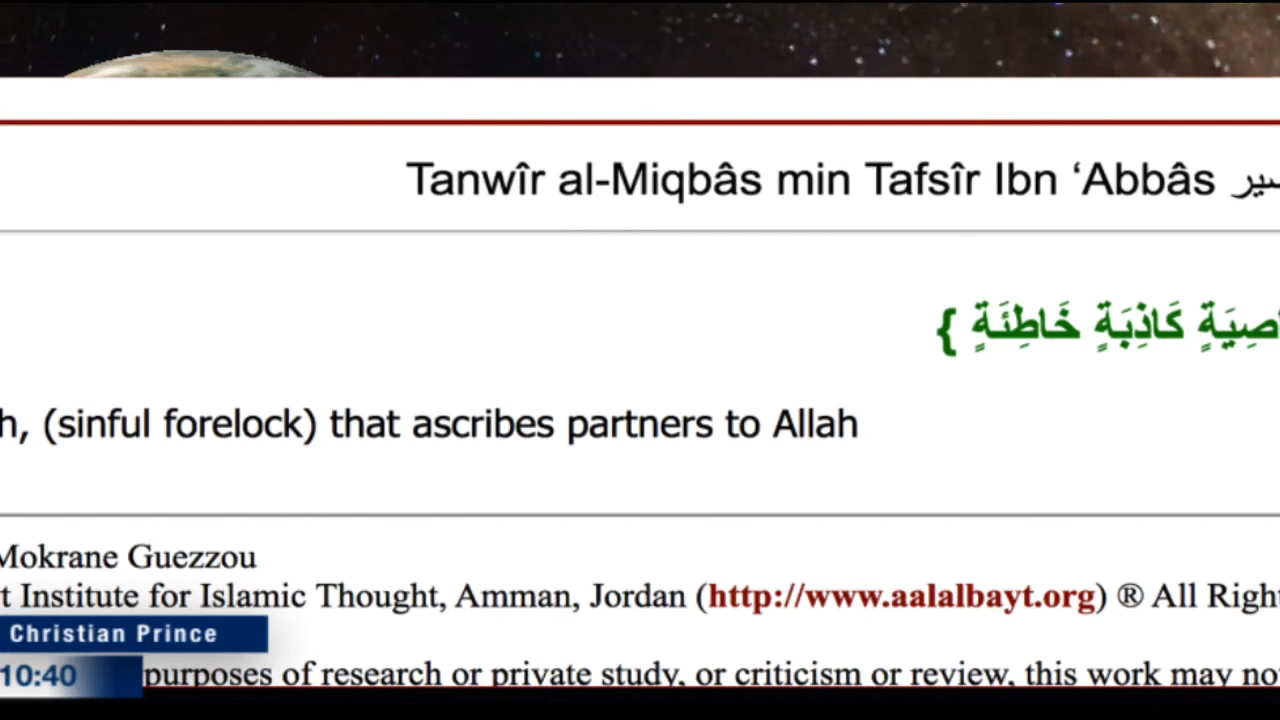 Tanwîr al-Miqbâs min Tafsîr Ibn ‘Abbâs
كَاذِبَةٍ خَاطِئَةٍ }
(sinful forelock) that ascribes partners to Allah
Mokrane Guezzou
Institute for Islamic Thought, Amman, Jordan (http://www.aalalbayt.org) ® All
Christian Prince
10:40
purposes of research or private study, or criticism or review, this work may